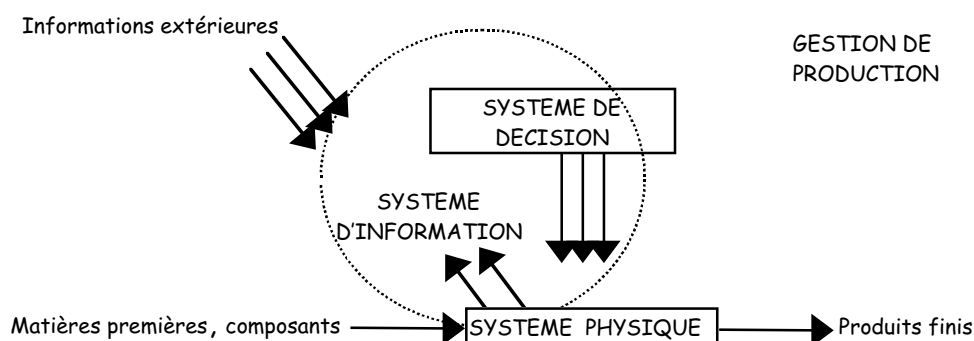 Informations extérieures
GESTION DE
PRODUCTION
SYSTEME DE
DECISION
SYSTEME
D'INFORMATION
Matières premières, composants
SYSTEME PHYSIQUE
Produits finis